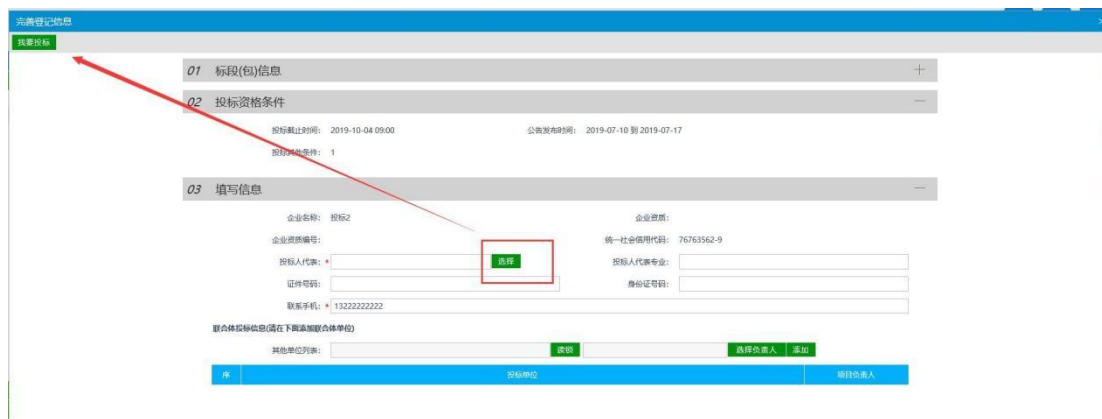 完善登记信息
我要投标
01 标段(包)信息
02 投标资格条件
投标截止时间: 2019-10-04 09:00 公告发布时间: 2019-07-10 到 2019-07-17
投标其他条件: 1
03 填写信息
企业名称: 投标2 企业资质:
企业资质编号: 统一社会信用代码: 76763562-9
投标人代表: * 选择 投标人代表专业:
证件号码: 身份证号码:
联系手机: * 13222222222
联合体投标信息(请在下面添加联合体单位)
其他单位列表: 读锁 选择负责人 添加
序 投标单位 项目负责人